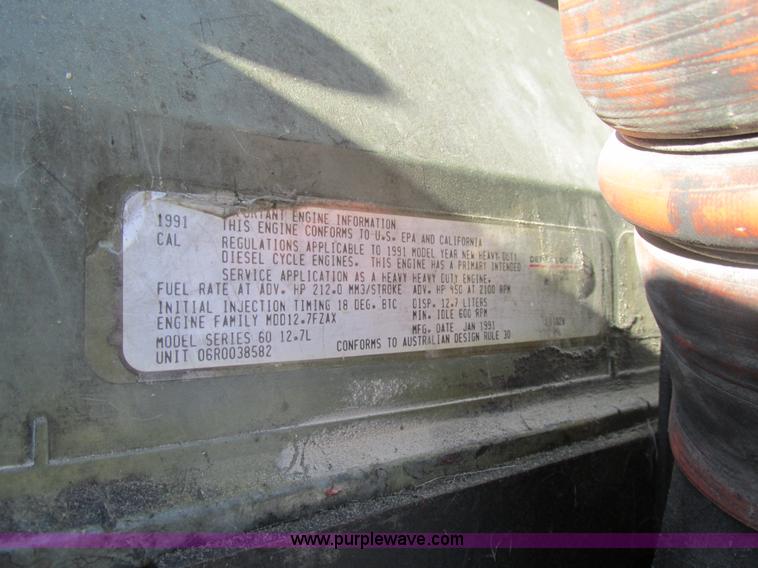 1991 IMPORTANT ENGINE INFORMATION
CAL THIS ENGINE CONFORMS TO U.S. EPA AND CALIFORNIA
REGULATIONS APPLICABLE TO 1991 MODEL YEAR NEW HEAVY DUTY
DIESEL CYCLE ENGINES. THIS ENGINE HAS A PRIMARY INTENDED
SERVICE APPLICATION AS A HEAVY HEAVY DUTY ENGINE.
FUEL RATE AT ADV. HP 212.0 MM3/STROKE ADV. HP 450 AT 2100 RPM
INITIAL INJECTION TIMING 18 DEG. BTC DISP. 12.7 LITERS
ENGINE FAMILY MDD12.7FZAX MIN. IDLE 600 RPM
MODEL SERIES 60 12.7L MFG. DATE JAN 1991
UNIT 06R0038582 CONFORMS TO AUSTRALIAN DESIGN RULE 30
www.purplewave.com